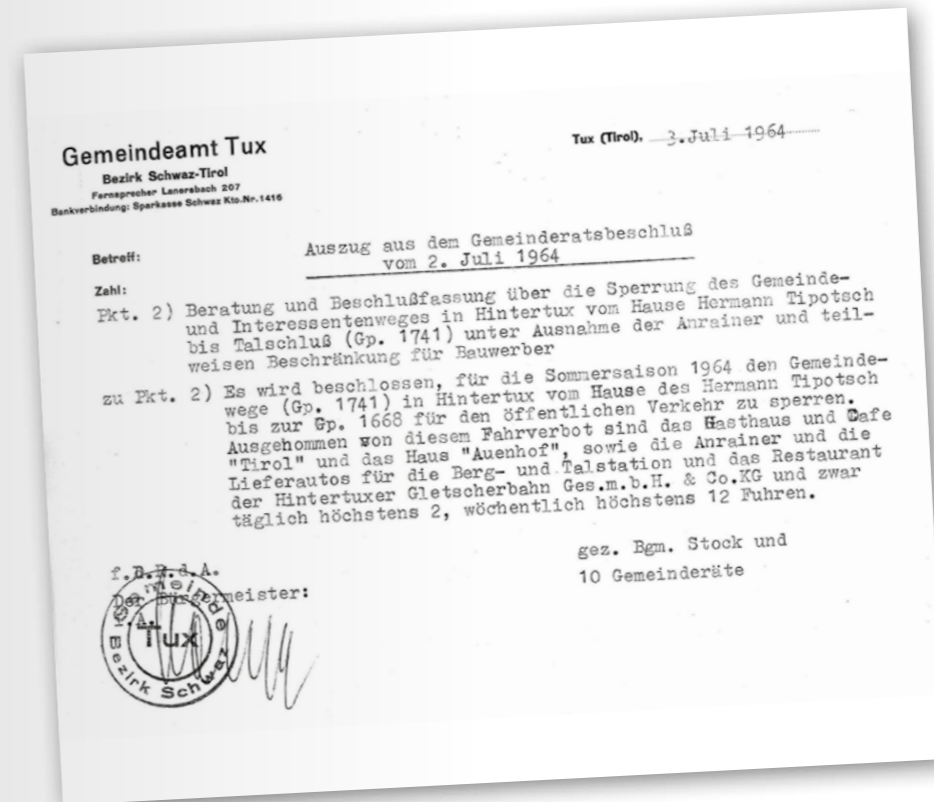 Gemeindeamt Tux
Bezirk Schwaz-Tirol
Fernsprecher Lanersbach 207
Bankverbindung: Sparkasse Schwaz Kto.Nr.1416
Tux (Tirol), 3.Juli 1964
Betreff:
Auszug aus dem Gemeinderatsbeschluß
vom 2. Juli 1964
Zahl:
Pkt. 2) Beratung und Beschlußfassung über die Sperrung des Gemeinde-
und Interessentenweges in Hintertux vom Hause Hermann Tipotsch
bis Talschluß (Gp. 1741) unter Ausnahme der Anrainer und teil-
weisen Beschränkung für Bauwerber
zu Pkt. 2) Es wird beschlossen, für die Sommersaison 1964 den Gemeinde-
wege (Gp. 1741) in Hintertux vom Hause des Hermann Tipotsch
bis zur Gp. 1668 für den öffentlichen Verkehr zu sperren.
Ausgehommen von diesem Fahrverbot sind das Gasthaus und Cafe
"Tirol" und das Haus "Auenhof", sowie die Anrainer und die
Lieferautos für die Berg- und Talstation und das Restaurant
der Hintertuxer Gletscherbahn Ges.m.b.H. & Co.KG und zwar
täglich höchstens 2, wöchentlich höchstens 12 Fuhren.
gez. Bgm. Stock und
10 Gemeinderäte
f.d.R.d.A.
Der Bürgermeister:
Gemeinde
Tux
Bezirk Schwaz